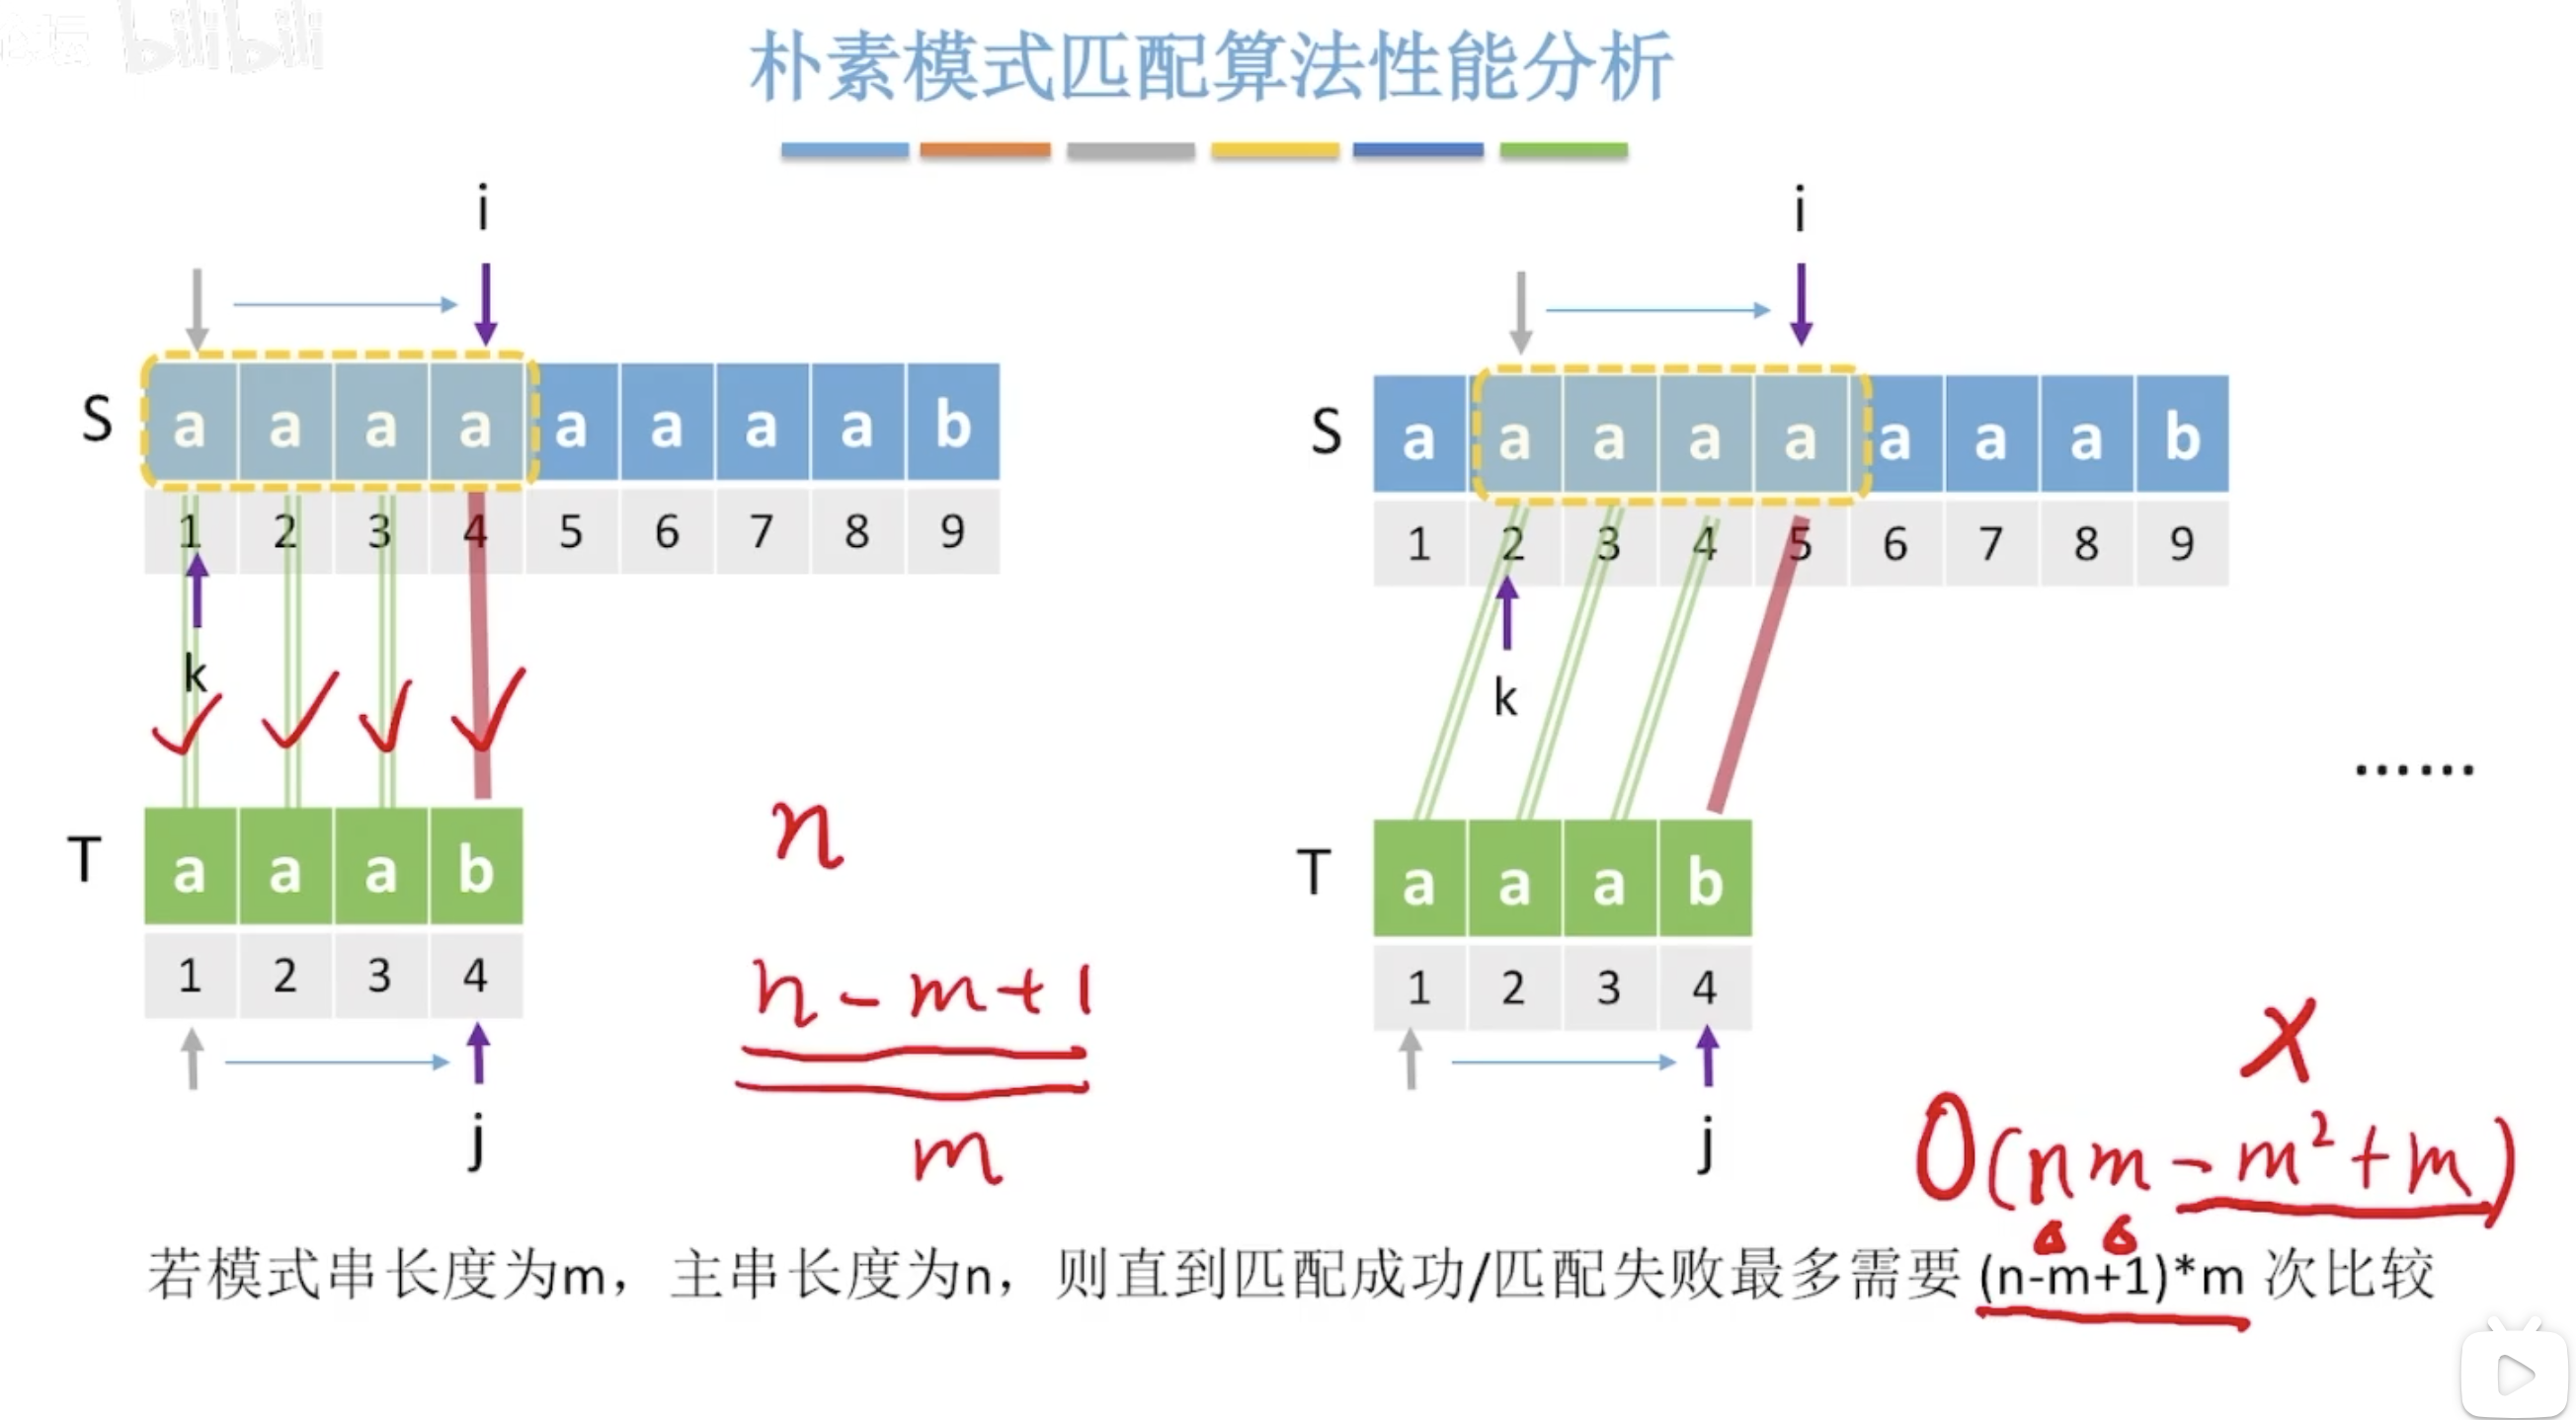 bilibili
朴素模式匹配算法性能分析
i
i
S a a a a a a a a b
1 2 3 4 5 6 7 8 9
k
T a a a b
1 2 3 4
j
S a a a a a a a a b
1 2 3 4 5 6 7 8 9
k
T a a a b
1 2 3 4
j
……
n
n-m+1
m
X
O(nm-m²+m)
若模式串长度为m，主串长度为n，则直到匹配成功/匹配失败最多需要 (n-m+1)*m 次比较